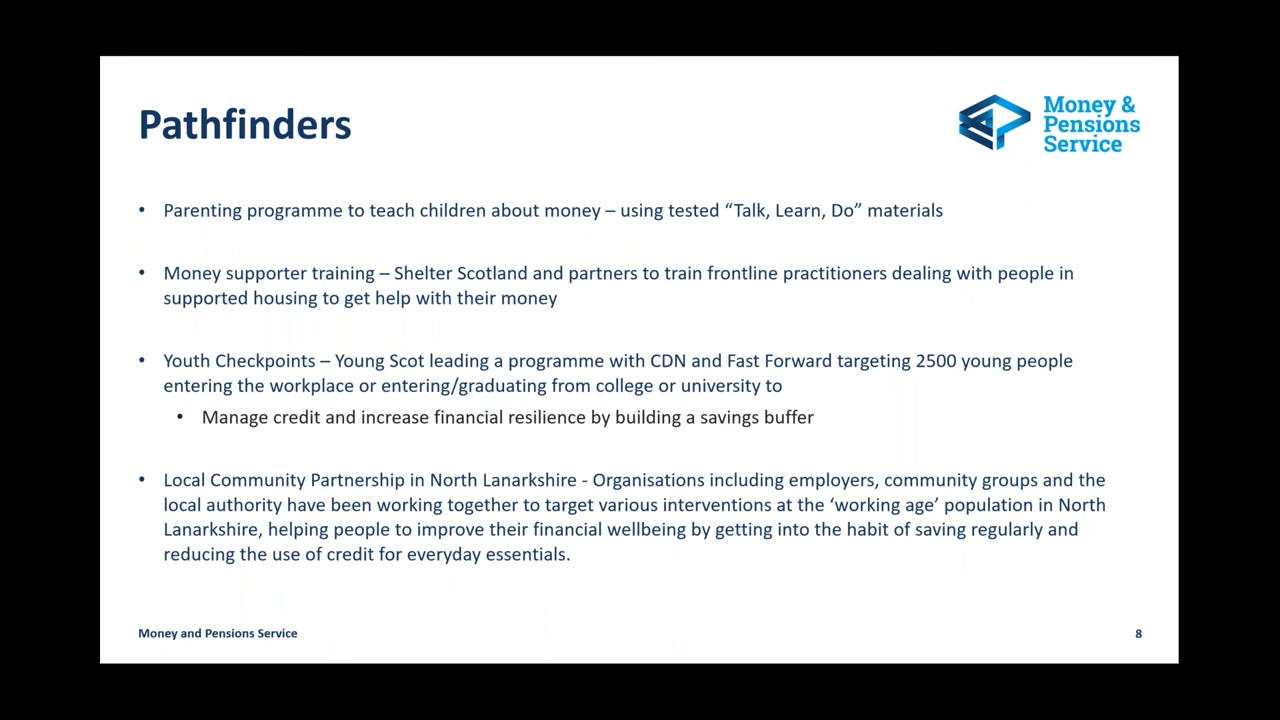 Pathfinders
Money &
Pensions
Service
• Parenting programme to teach children about money – using tested “Talk, Learn, Do” materials
• Money supporter training – Shelter Scotland and partners to train frontline practitioners dealing with people in
supported housing to get help with their money
• Youth Checkpoints – Young Scot leading a programme with CDN and Fast Forward targeting 2500 young people
entering the workplace or entering/graduating from college or university to
• Manage credit and increase financial resilience by building a savings buffer
• Local Community Partnership in North Lanarkshire - Organisations including employers, community groups and the
local authority have been working together to target various interventions at the ‘working age’ population in North
Lanarkshire, helping people to improve their financial wellbeing by getting into the habit of saving regularly and
reducing the use of credit for everyday essentials.
Money and Pensions Service
8